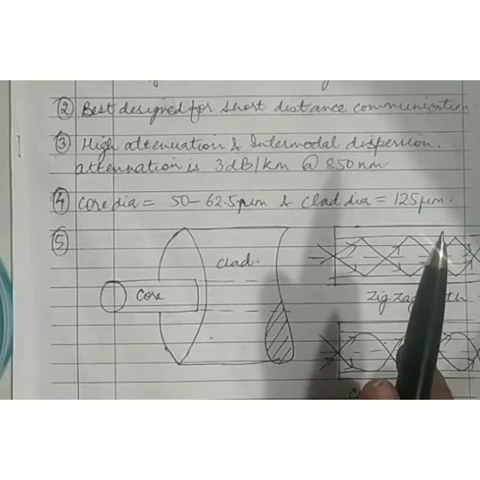 ② Best designed for short distance communication.
③ High attenuation & Intermodal dispersion.
attenuation is 3dB/km @ 850nm
④ core dia = 50-62.5μm & clad dia = 125μm.
⑤
Clad.
Core
Zig Zag